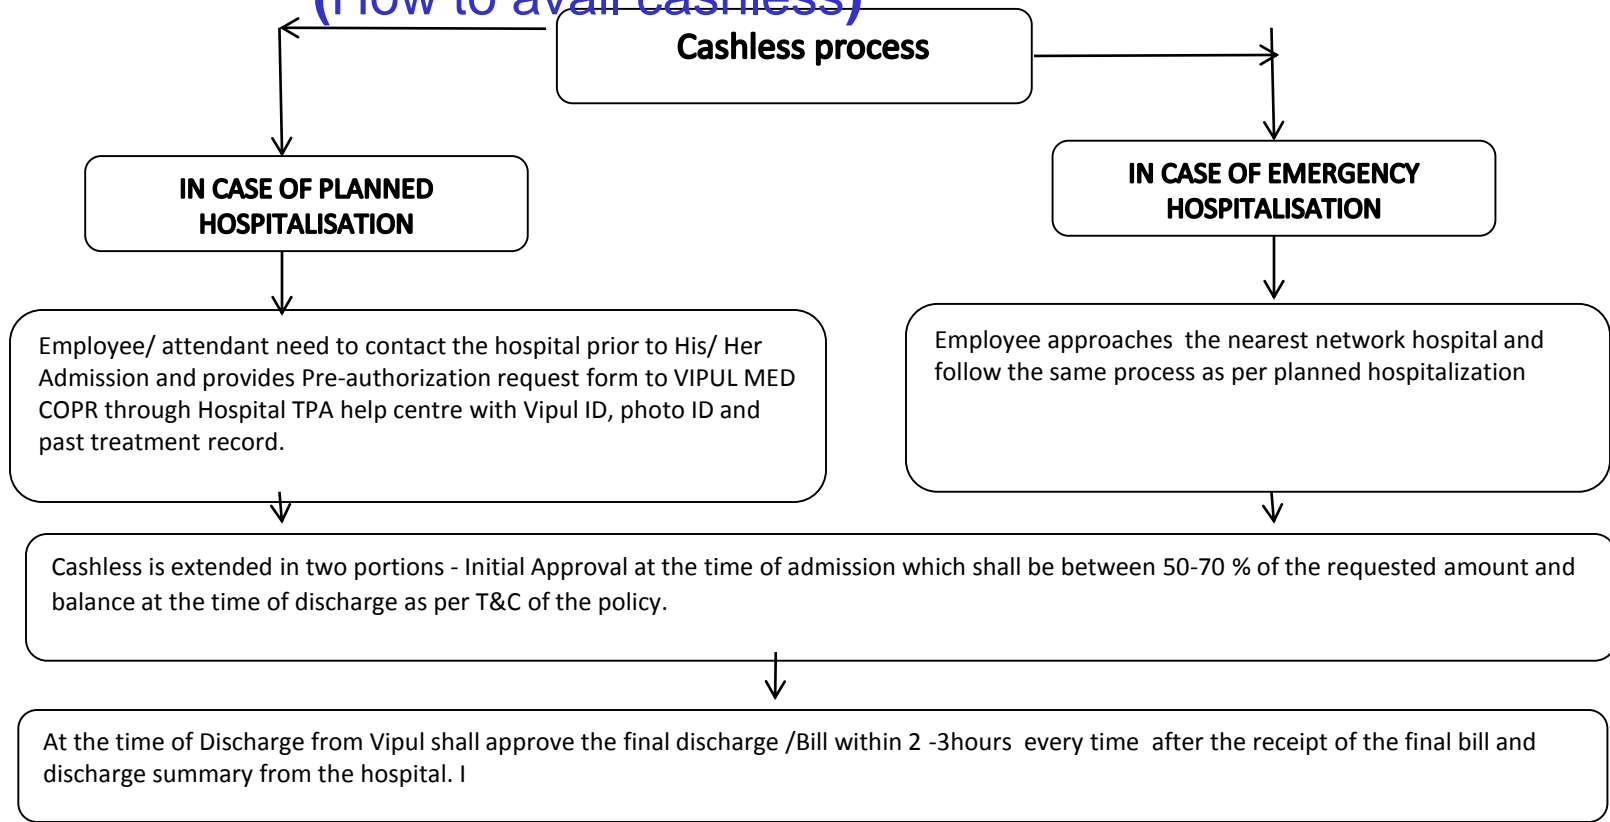 (How to avail cashless)
Cashless process
IN CASE OF PLANNED
HOSPITALISATION
IN CASE OF EMERGENCY
HOSPITALISATION
Employee/ attendant need to contact the hospital prior to His/ Her
Admission and provides Pre-authorization request form to VIPUL MED
COPR through Hospital TPA help centre with Vipul ID, photo ID and
past treatment record.
Employee approaches the nearest network hospital and
follow the same process as per planned hospitalization
Cashless is extended in two portions - Initial Approval at the time of admission which shall be between 50-70 % of the requested amount and
balance at the time of discharge as per T&C of the policy.
At the time of Discharge from Vipul shall approve the final discharge /Bill within 2 -3hours every time after the receipt of the final bill and
discharge summary from the hospital. I